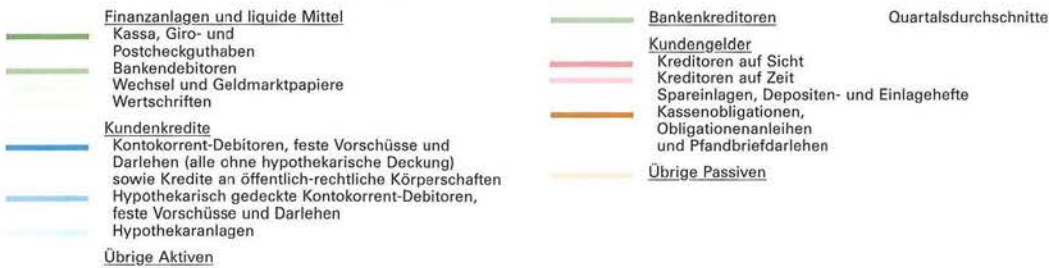 Finanzanlagen und liquide Mittel
Kassa, Giro- und
Postcheckguthaben
Bankendebitoren
Wechsel und Geldmarktpapiere
Wertschriften
Kundenkredite
Kontokorrent-Debitoren, feste Vorschüsse und
Darlehen (alle ohne hypothekarische Deckung)
sowie Kredite an öffentlich-rechtliche Körperschaften
Hypothekarisch gedeckte Kontokorrent-Debitoren,
feste Vorschüsse und Darlehen
Hypothekaranlagen
Übrige Aktiven
Bankenkreditoren
Quartalsdurchschnitte
Kundengelder
Kreditoren auf Sicht
Kreditoren auf Zeit
Spareinlagen, Depositen- und Einlagehefte
Kassenobligationen,
Obligationenanleihen
und Pfandbriefdarlehen
Übrige Passiven